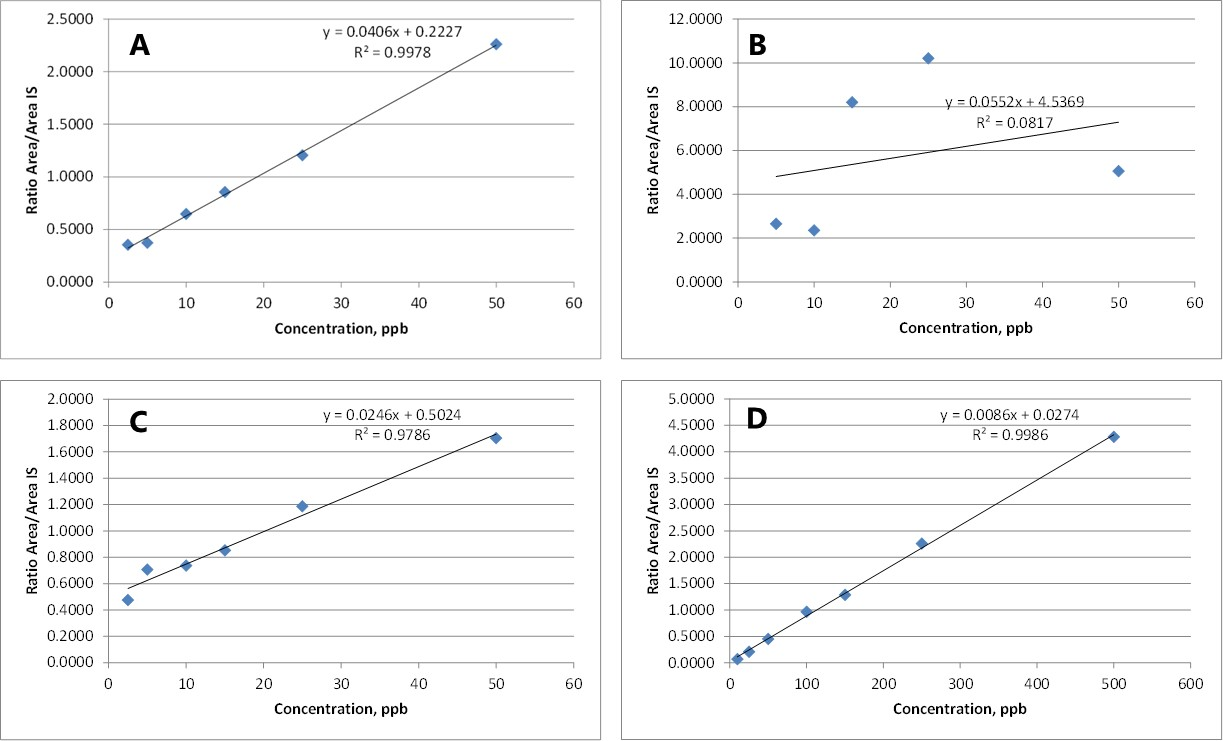 A
y = 0.0406x + 0.2227
R² = 0.9978
2.5000
2.0000
1.5000
1.0000
0.5000
0.0000
Ratio Area/Area IS
0 10 20 30 40 50 60
Concentration, ppb
B
y = 0.0552x + 4.5369
R² = 0.0817
12.0000
10.0000
8.0000
6.0000
4.0000
2.0000
0.0000
Ratio Area/Area IS
0 10 20 30 40 50 60
Concentration, ppb
C
y = 0.0246x + 0.5024
R² = 0.9786
2.0000
1.8000
1.6000
1.4000
1.2000
1.0000
0.8000
0.6000
0.4000
0.2000
0.0000
Ratio Area/Area IS
0 10 20 30 40 50 60
Concentration, ppb
D
y = 0.0086x + 0.0274
R² = 0.9986
5.0000
4.5000
4.0000
3.5000
3.0000
2.5000
2.0000
1.5000
1.0000
0.5000
0.0000
Ratio Area/Area IS
0 100 200 300 400 500 600
Concentration, ppb